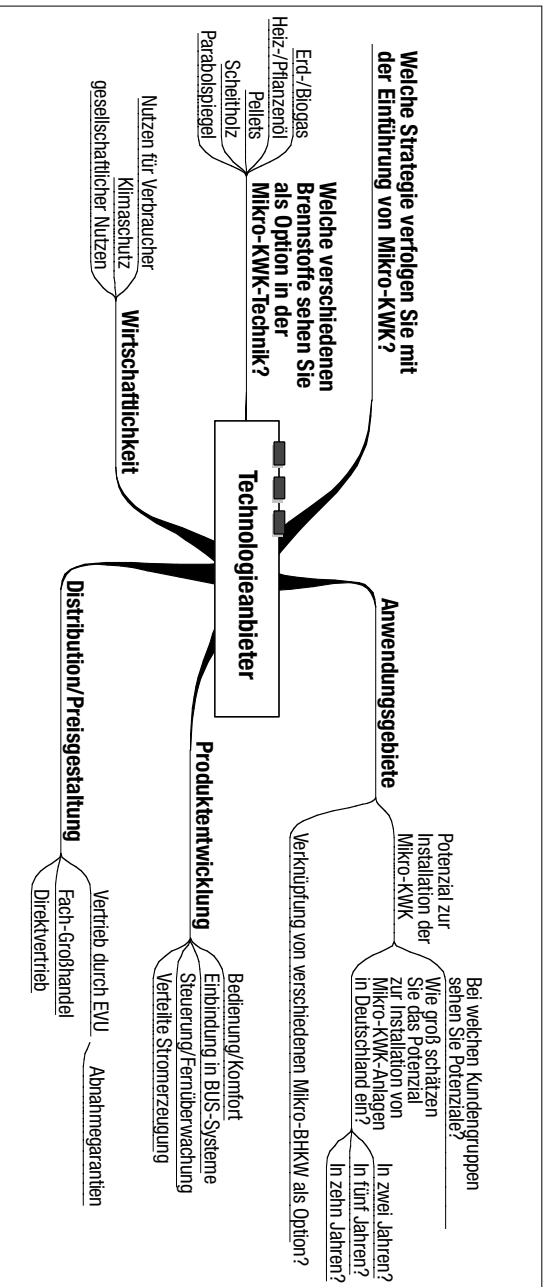 Technologieanbieter
Welche Strategie verfolgen Sie mit
der Einführung von Mikro-KWK?
Welche verschiedenen
Brennstoffe sehen Sie
als Option in der
Mikro-KWK-Technik?
Erd-/Biogas
Heiz-/Pflanzenöl
Pellets
Scheitholz
Parabolspiegel
Wirtschaftlichkeit
Nutzen für Verbraucher
Klimaschutz
gesellschaftlicher Nutzen
Anwendungsgebiete
Potenzial zur
Installation der
Mikro-KWK
Bei welchen Kundengruppen
sehen Sie Potenziale?
Wie groß schätzen
Sie das Potenzial
zur Installation von
Mikro-KWK-Anlagen
in Deutschland ein?
In zwei Jahren?
In fünf Jahren?
In zehn Jahren?
Verknüpfung von verschiedenen Mikro-BHKW als Option?
Produktentwicklung
Bedienung/Komfort
Einbindung in BUS-Systeme
Steuerung/Fernüberwachung
Verteilte Stromerzeugung
Distribution/Preisgestaltung
Vertrieb durch EVU
Abnahmegarantien
Fach-Großhandel
Direktvertrieb